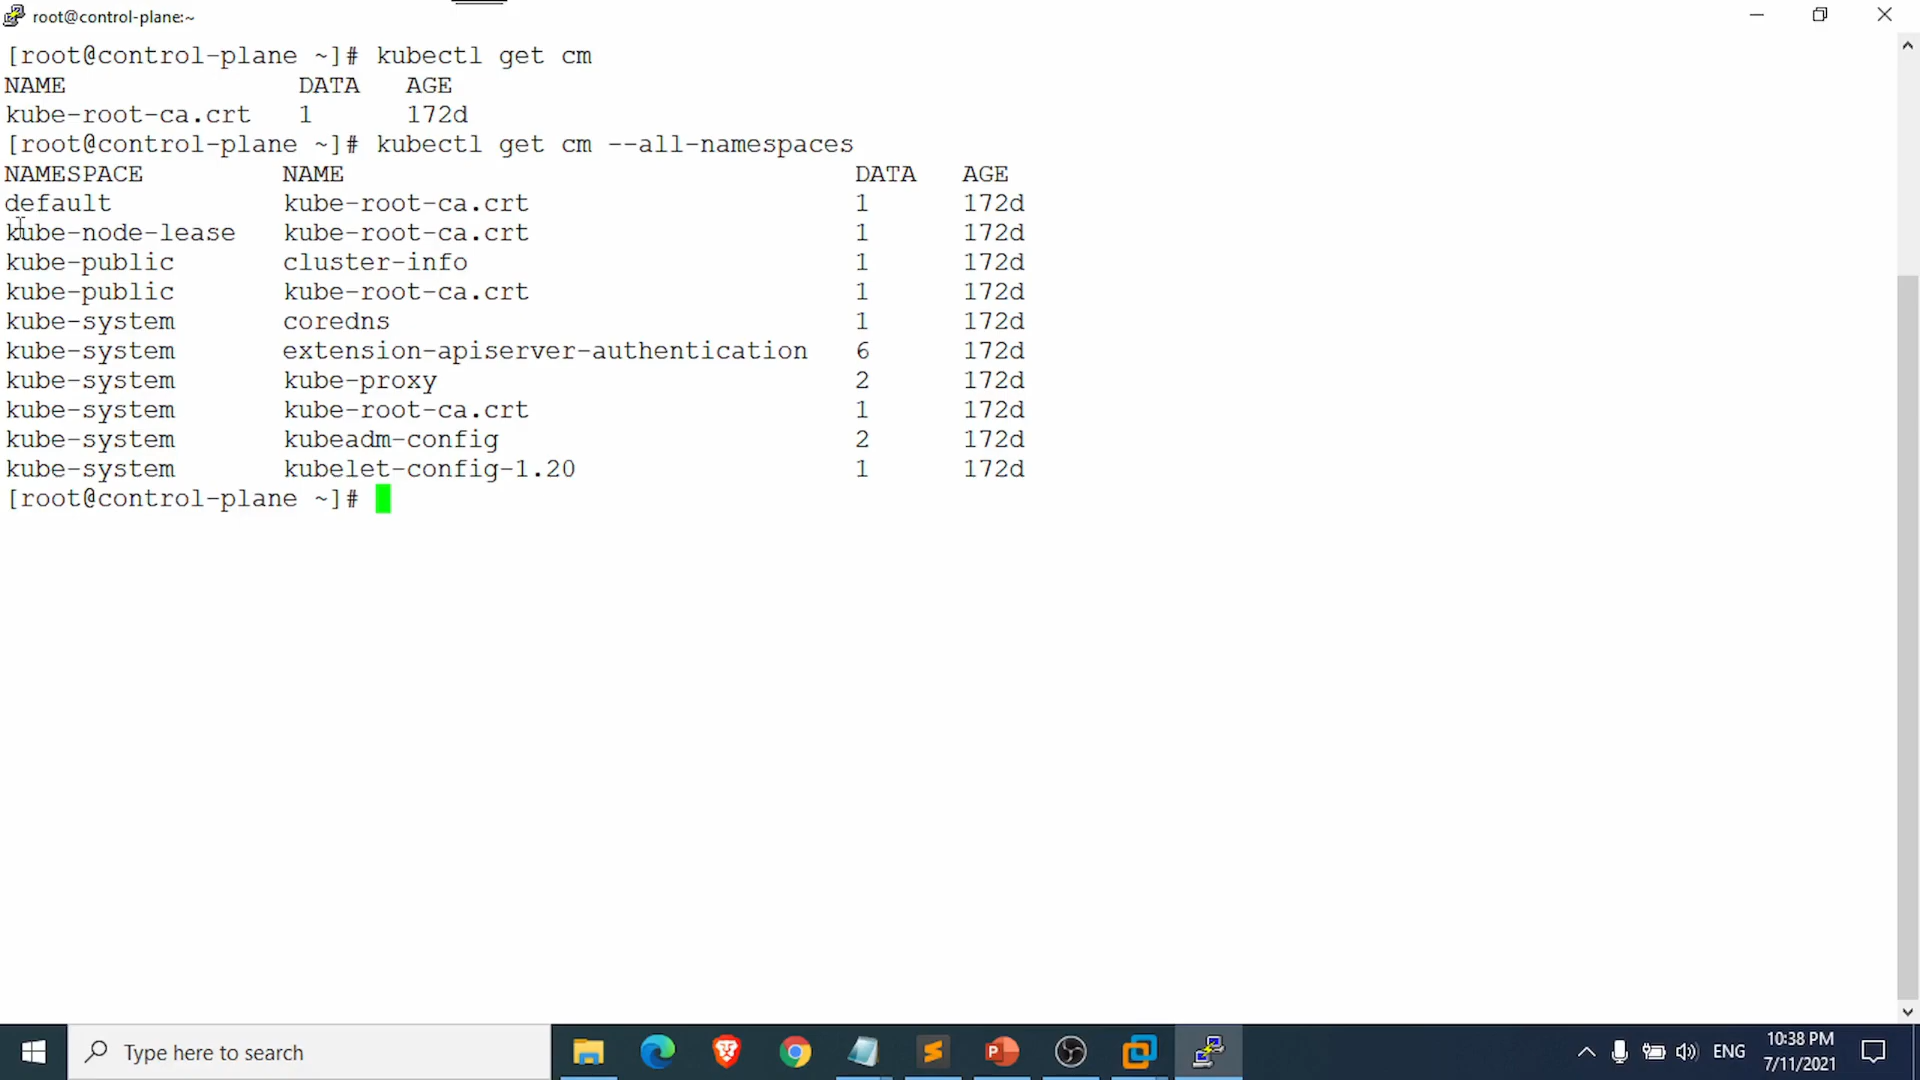 root@control-plane:~
[root@control-plane ~]# kubectl get cm
NAME DATA AGE
kube-root-ca.crt 1 172d
[root@control-plane ~]# kubectl get cm --all-namespaces
NAMESPACE NAME DATA AGE
default kube-root-ca.crt 1 172d
kube-node-lease kube-root-ca.crt 1 172d
kube-public cluster-info 1 172d
kube-public kube-root-ca.crt 1 172d
kube-system coredns 1 172d
kube-system extension-apiserver-authentication 6 172d
kube-system kube-proxy 2 172d
kube-system kube-root-ca.crt 1 172d
kube-system kubeadm-config 2 172d
kube-system kubelet-config-1.20 1 172d
[root@control-plane ~]#
Type here to search
ENG
10:38 PM
7/11/2021